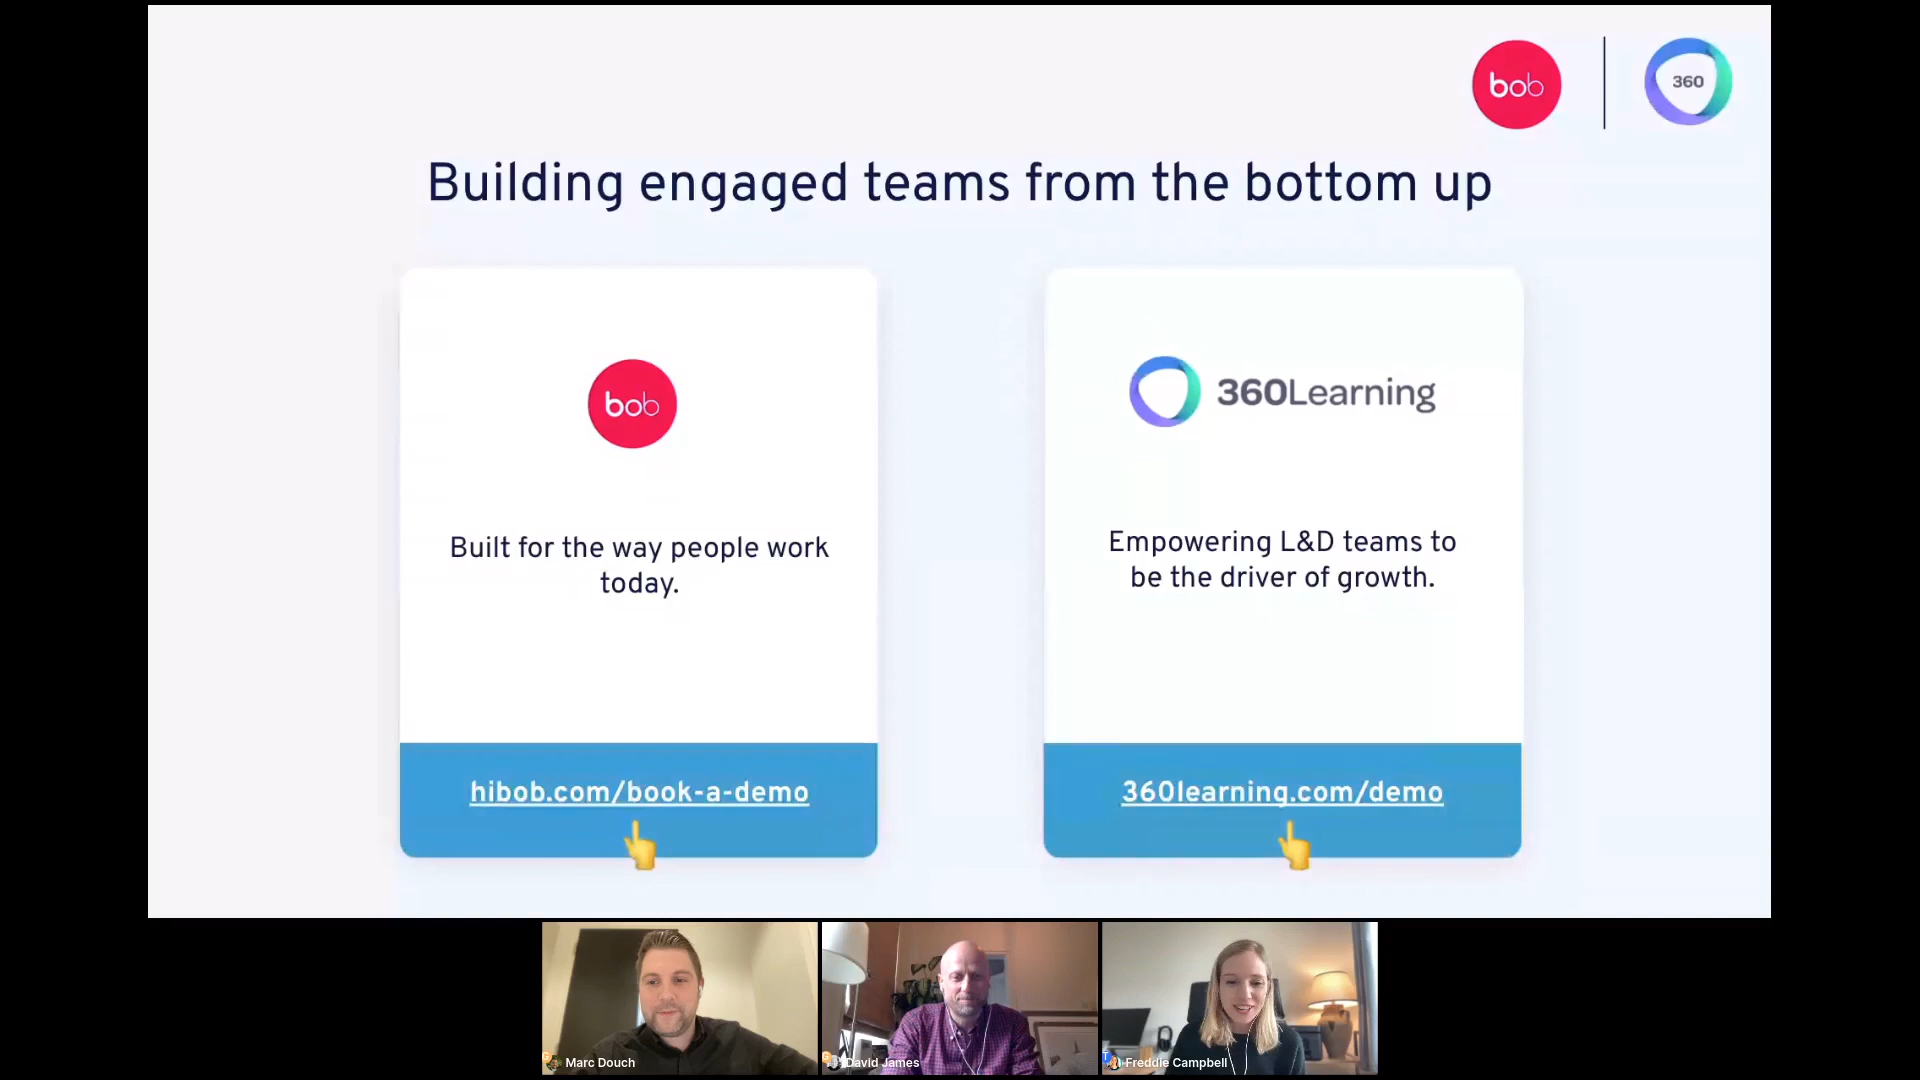 bob
360
Building engaged teams from the bottom up
bob
Built for the way people work
today.
hibob.com/book-a-demo
360Learning
Empowering L&D teams to
be the driver of growth.
360learning.com/demo
Marc Douch
David James
Freddie Campbell